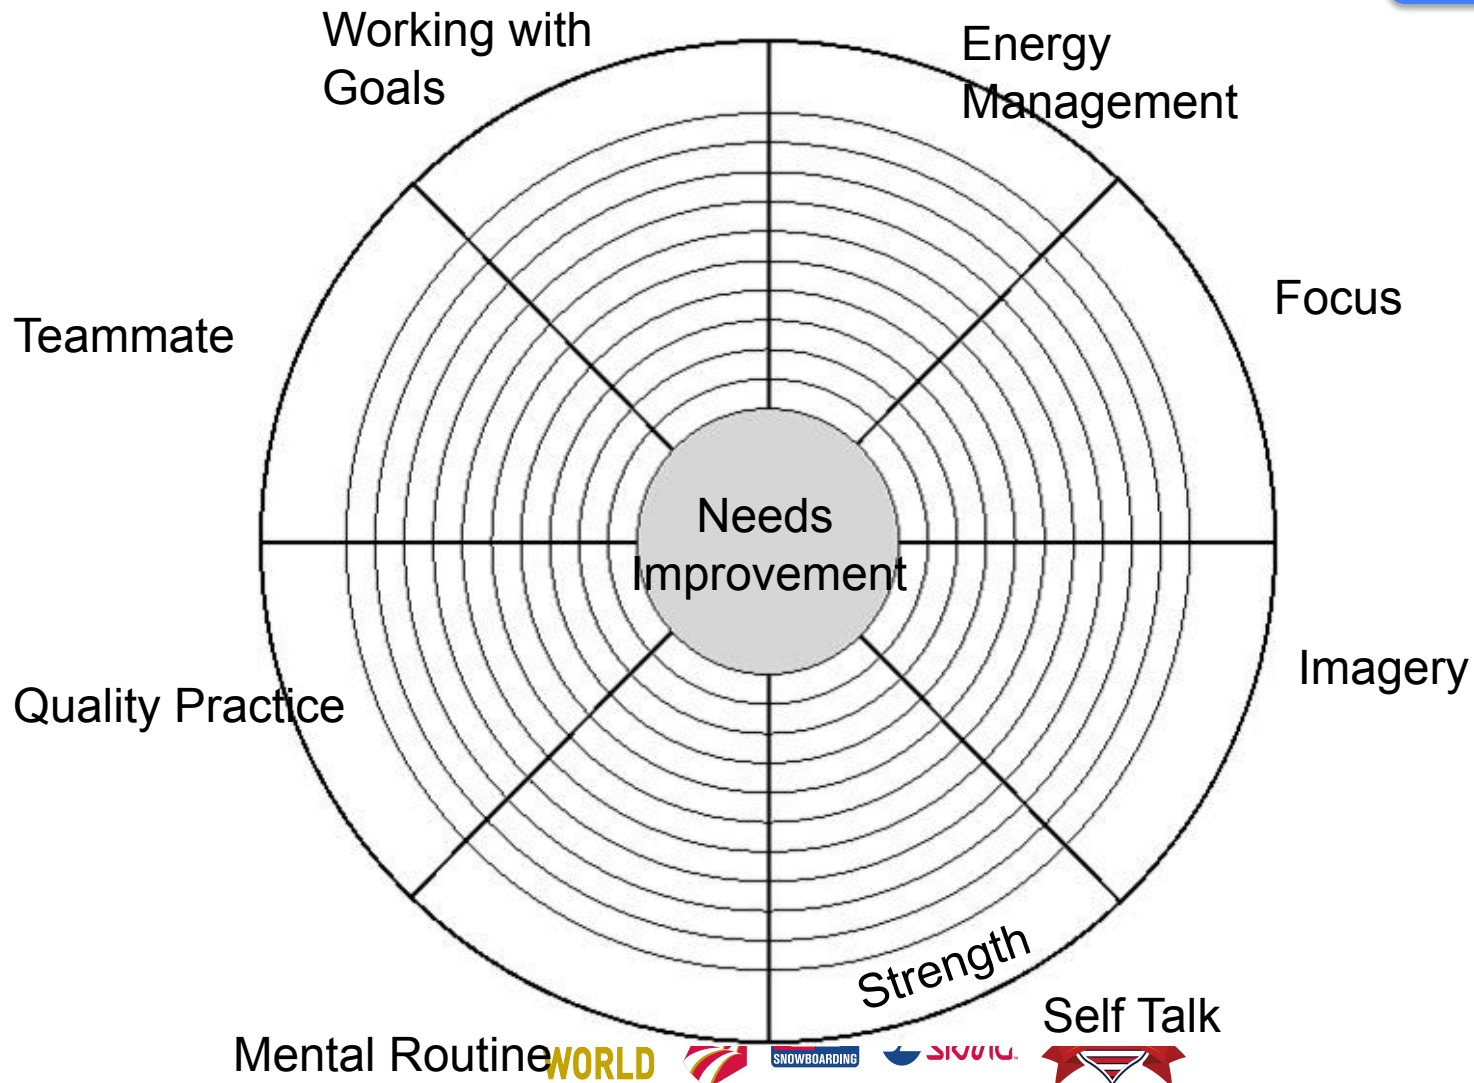 Working with
Goals
Energy
Management
Focus
Teammate
Needs
Improvement
Imagery
Quality Practice
Strength
Self Talk
Mental Routine
WORLD
SNOWBOARDING